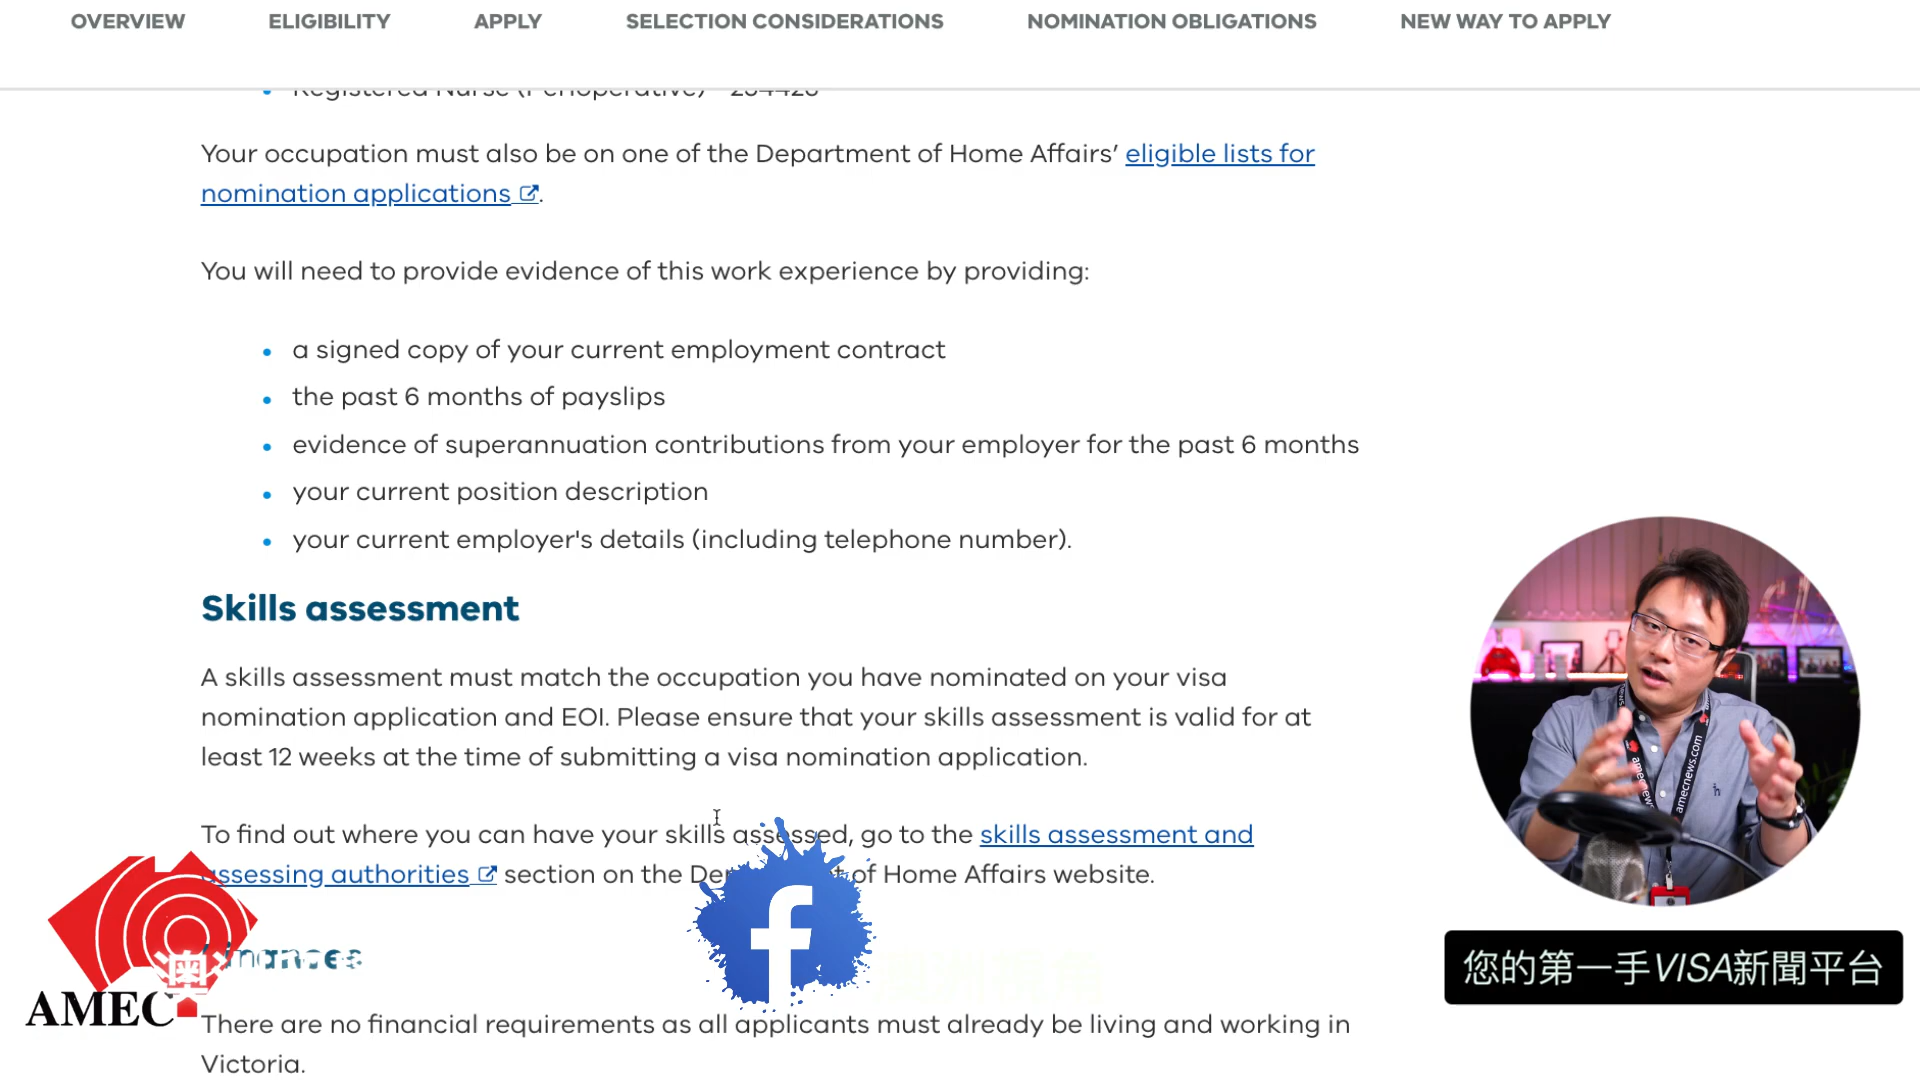 OVERVIEW ELIGIBILITY APPLY SELECTION CONSIDERATIONS NOMINATION OBLIGATIONS NEW WAY TO APPLY
Registered Nurse (Perioperative) - 254423
Your occupation must also be on one of the Department of Home Affairs’ eligible lists for
nomination applications.
You will need to provide evidence of this work experience by providing:
• a signed copy of your current employment contract
• the past 6 months of payslips
• evidence of superannuation contributions from your employer for the past 6 months
• your current position description
• your current employer's details (including telephone number).
Skills assessment
A skills assessment must match the occupation you have nominated on your visa
nomination application and EOI. Please ensure that your skills assessment is valid for at
least 12 weeks at the time of submitting a visa nomination application.
To find out where you can have your skills assessed, go to the skills assessment and
assessing authorities section on the Department of Home Affairs website.
Finances
There are no financial requirements as all applicants must already be living and working in
Victoria.
AMEC
澳
f
amecnews.com
您的第一手VISA新聞平台